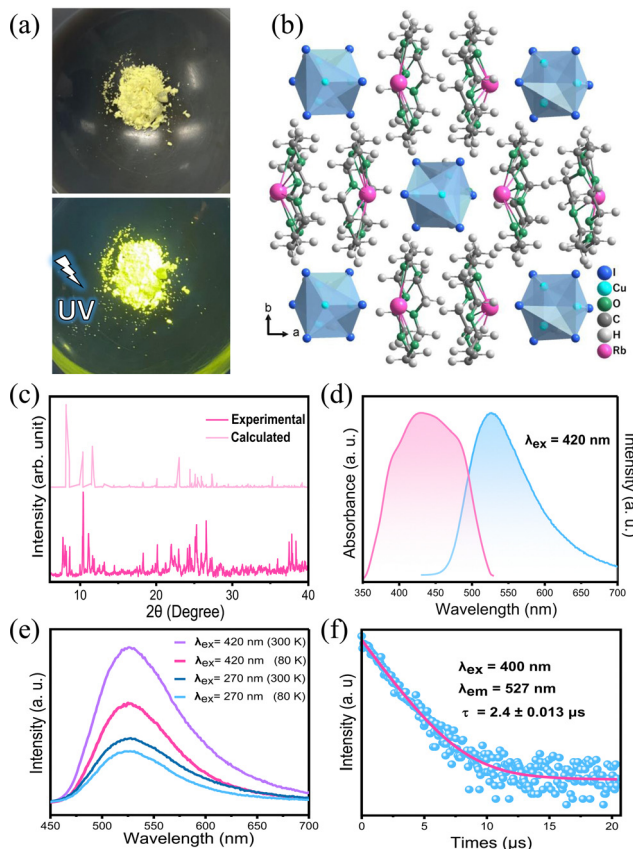 (a)
UV
(b)
b
a
I
Cu
O
C
H
Rb
(c)
Experimental
Calculated
Intensity (arb. unit)
10 20 30 40
2θ (Degree)
(d)
λex = 420 nm
Absorbance (a. u.)
Intensity (a. u.)
350 400 450 500 550 600 650 700
Wavelength (nm)
(e)
λex= 420 nm (300 K)
λex= 420 nm (80 K)
λex= 270 nm (300 K)
λex= 270 nm (80 K)
Intensity (a. u.)
450 500 550 600 650 700
Wavelength (nm)
(f)
λex = 400 nm
λem = 527 nm
τ = 2.4 ± 0.013 μs
Intensity (a. u)
0 5 10 15 20
Times (μs)